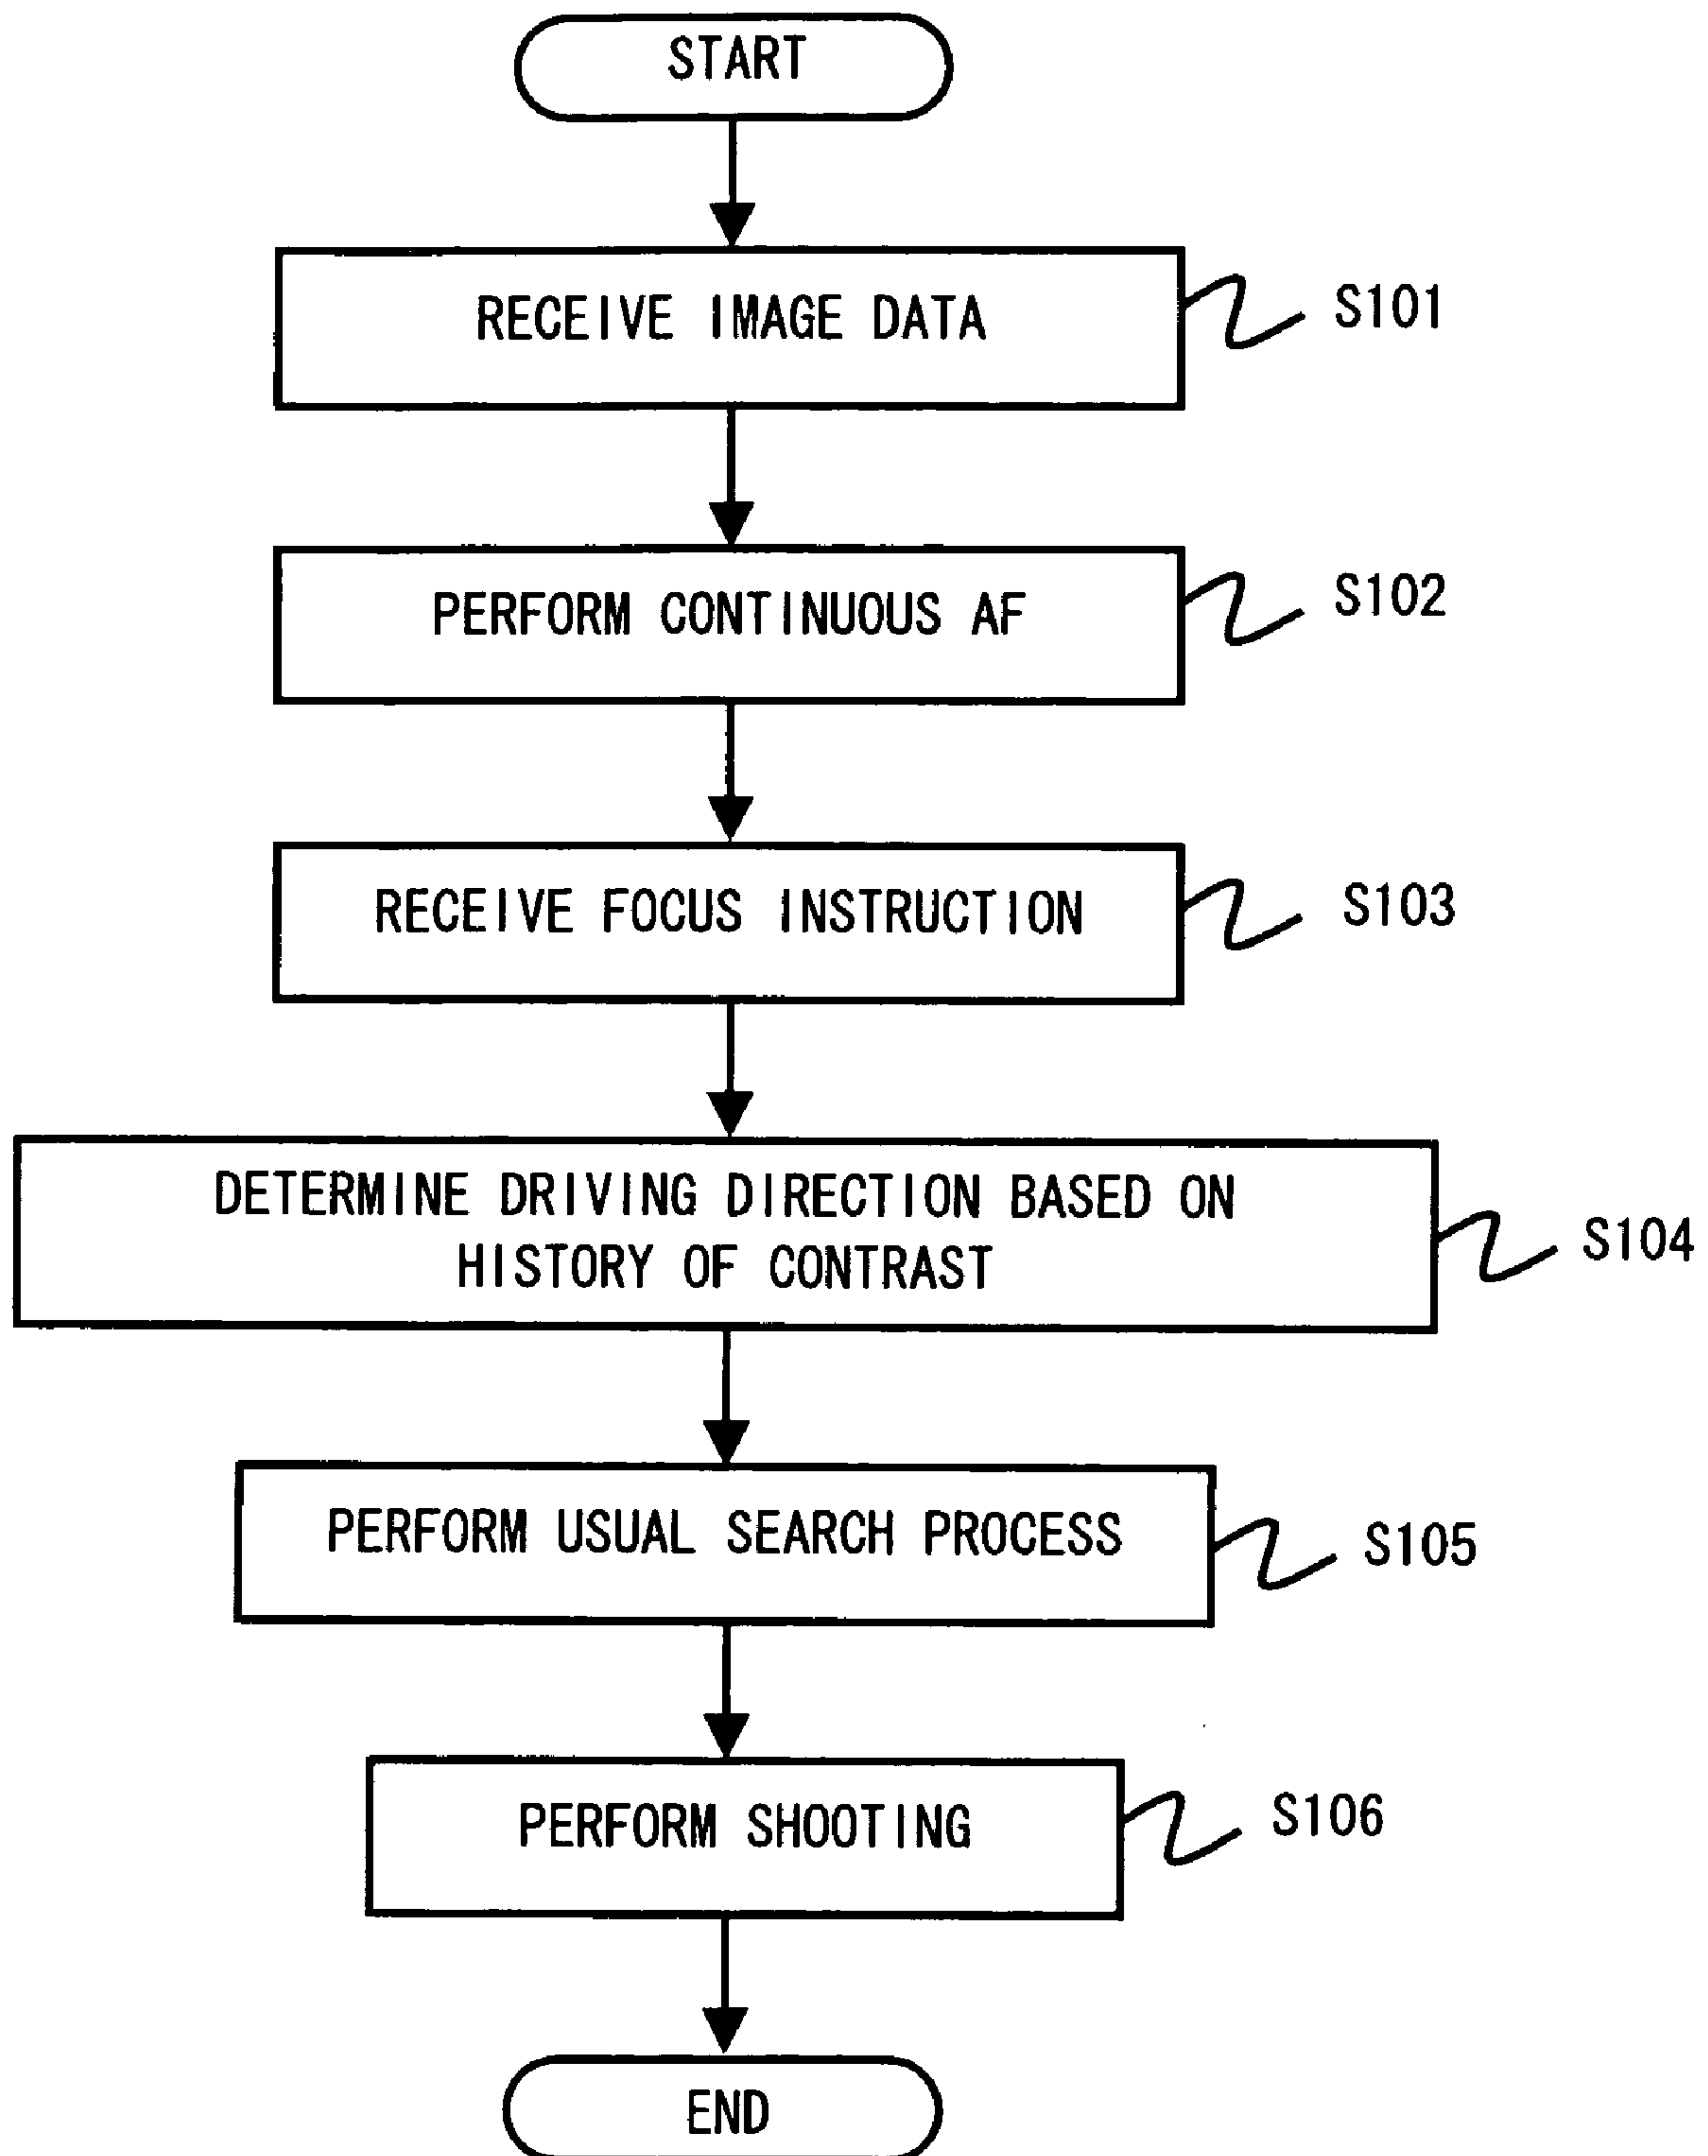 START
RECEIVE IMAGE DATA
S101
PERFORM CONTINUOUS AF
S102
RECEIVE FOCUS INSTRUCTION
S103
DETERMINE DRIVING DIRECTION BASED ON
HISTORY OF CONTRAST
S104
PERFORM USUAL SEARCH PROCESS
S105
PERFORM SHOOTING
S106
END